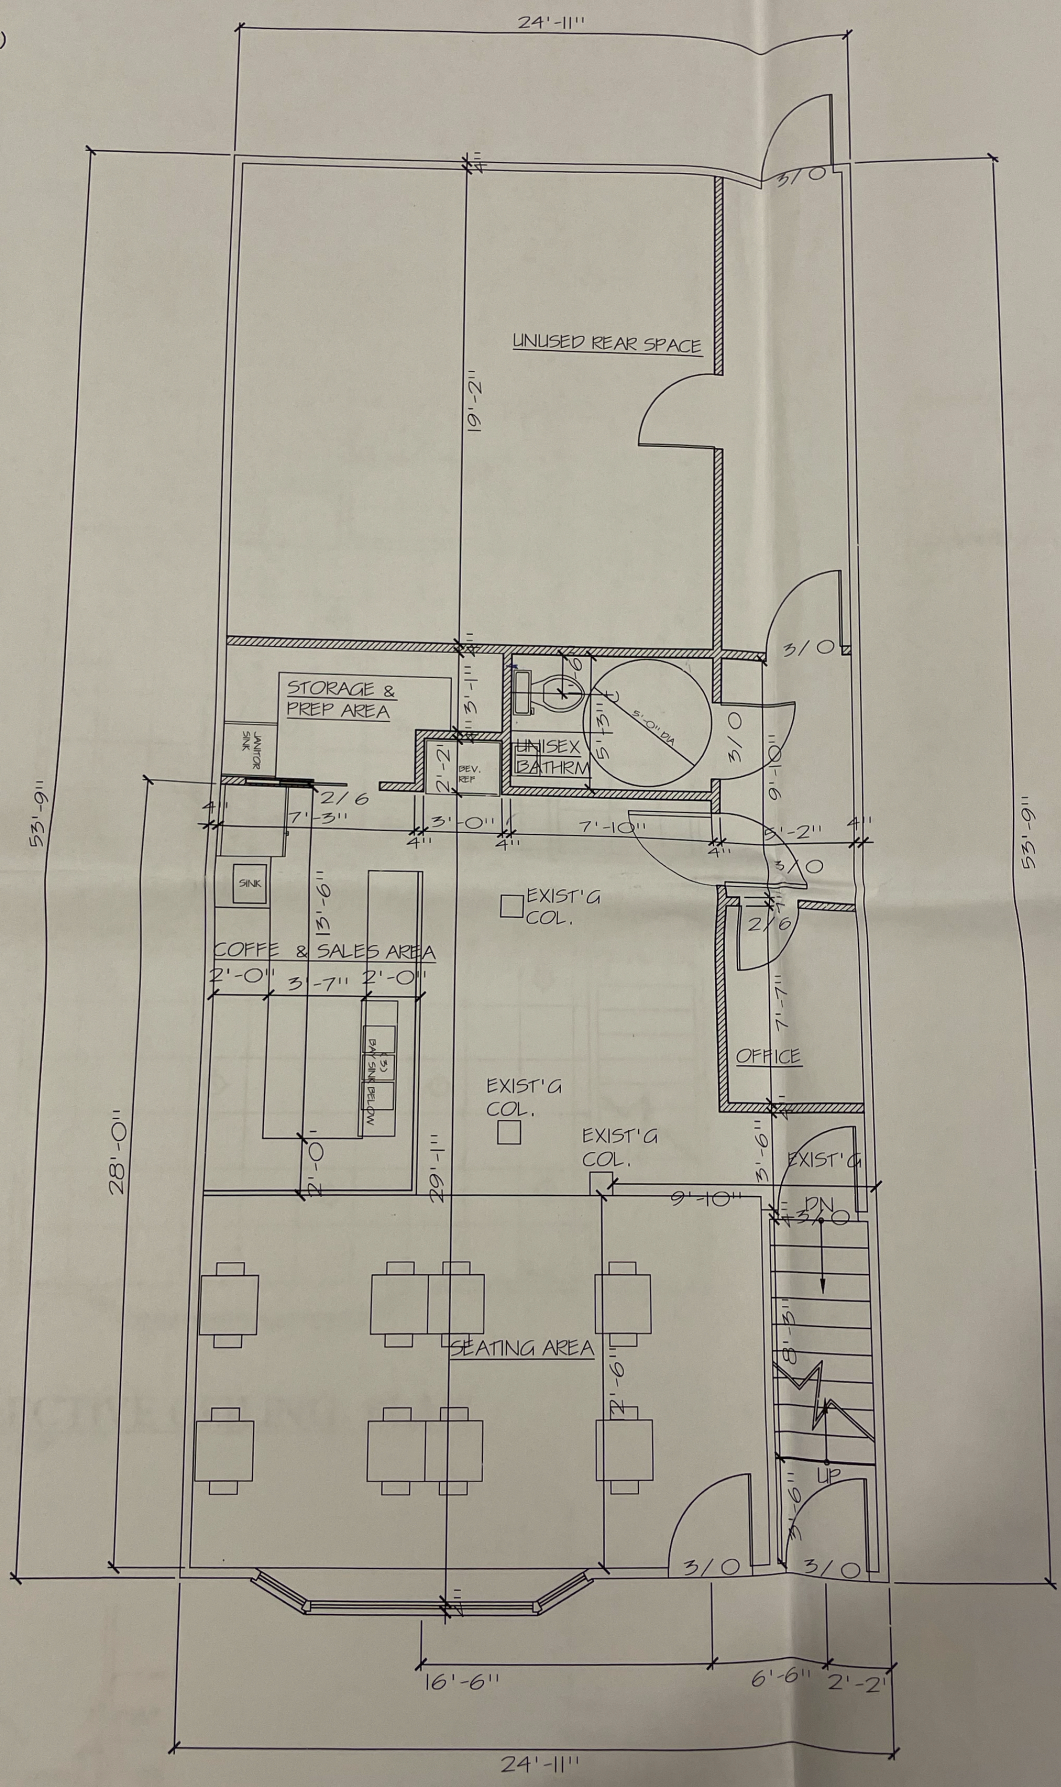 )
24'-11"
4"
3/0
UNUSED REAR SPACE
19'-2"
53'-9"
53'-9"
4"
3/0
STORAGE &
PREP AREA
3'-1"
4"
JANITOR
SINK
5'-3"
5'-0" DIA
3/0
UNISEX
BATHRM
2'-2"
BEV.
REF
9'-10"
2/6
4"
7'-3"
4"
3'-0"
4"
7'-10"
4"
5'-2"
4"
3/0
SINK
13'-6"
EXIST'G
COL.
2/6
COFFE & SALES AREA
2'-0"
3'-7"
2'-0"
7'-7"
OFFICE
(3)
BAY SINK BELOW
EXIST'G
COL.
4"
28'-0"
29'-1"
2'-0"
EXIST'G
COL.
3'-6"
EXIST'G
9'-10"
DN
4"
3/0
SEATING AREA
8'-3"
UP
3'-6"
3/0
3/0
4"
16'-6"
6'-6"
2'-2"
24'-11"